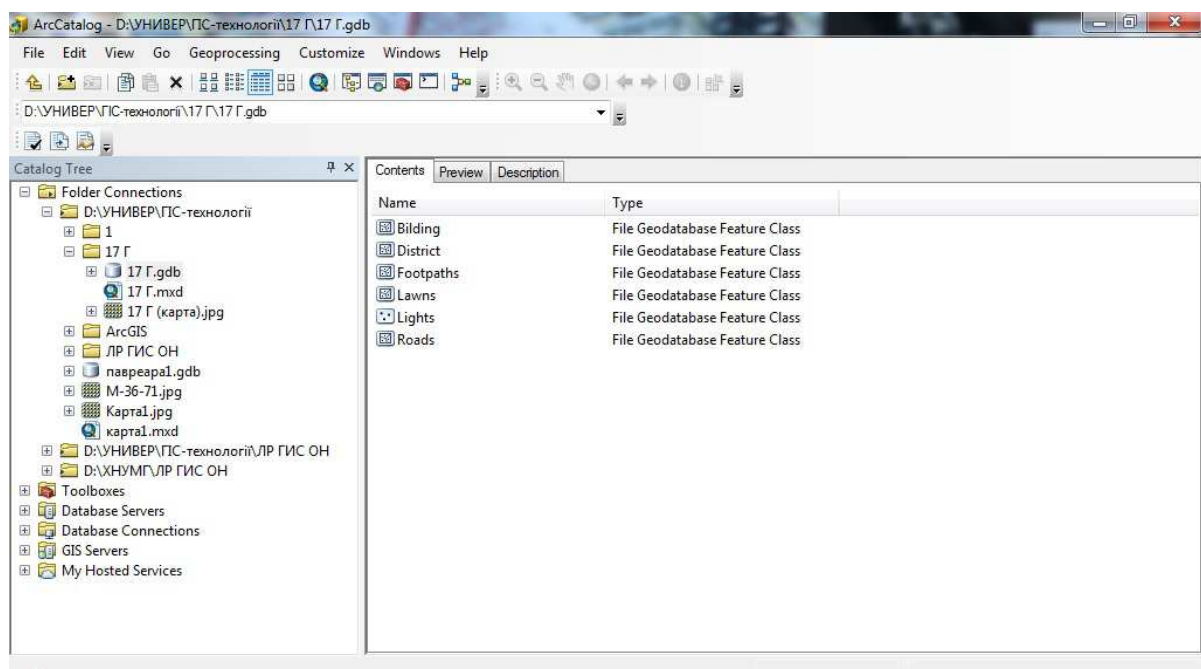 ArcCatalog - D:\УНИВЕР\ГІС-технології\17 Г\17 Г.gdb
File Edit View Go Geoprocessing Customize Windows Help
D:\УНИВЕР\ГІС-технології\17 Г\17 Г.gdb
Catalog Tree
Folder Connections
D:\УНИВЕР\ГІС-технології
1
17 Г
17 Г.gdb
17 Г.mxd
17 Г (карта).jpg
ArcGIS
ЛР ГИС ОН
павреара1.gdb
М-36-71.jpg
Карта1.jpg
карта1.mxd
D:\УНИВЕР\ГІС-технології\ЛР ГИС ОН
D:\ХНУМГ\ЛР ГИС ОН
Toolboxes
Database Servers
Database Connections
GIS Servers
My Hosted Services
Contents Preview Description
Name Type
Bilding File Geodatabase Feature Class
District File Geodatabase Feature Class
Footpaths File Geodatabase Feature Class
Lawns File Geodatabase Feature Class
Lights File Geodatabase Feature Class
Roads File Geodatabase Feature Class